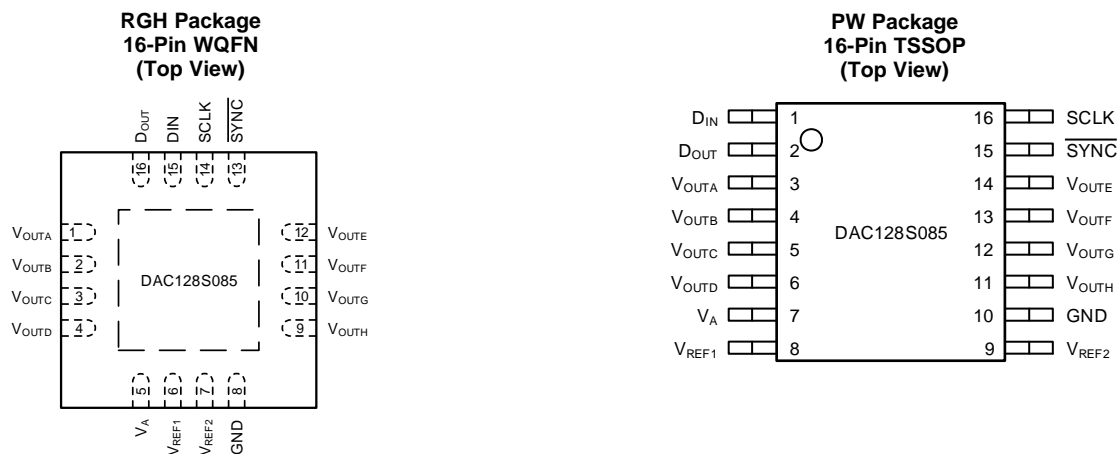 RGH Package
16-Pin WQFN
(Top View)
DOUT
DIN
SCLK
SYNC
16
15
14
13
VOUTA 1
VOUTB 2
VOUTC 3
VOUTD 4
DAC128S085
12 VOUTE
11 VOUTF
10 VOUTG
9 VOUTH
5
6
7
8
VA
VREF1
VREF2
GND
PW Package
16-Pin TSSOP
(Top View)
DIN 1
DOUT 2
VOUTA 3
VOUTB 4
VOUTC 5
VOUTD 6
VA 7
VREF1 8
DAC128S085
16 SCLK
15 SYNC
14 VOUTE
13 VOUTF
12 VOUTG
11 VOUTH
10 GND
9 VREF2